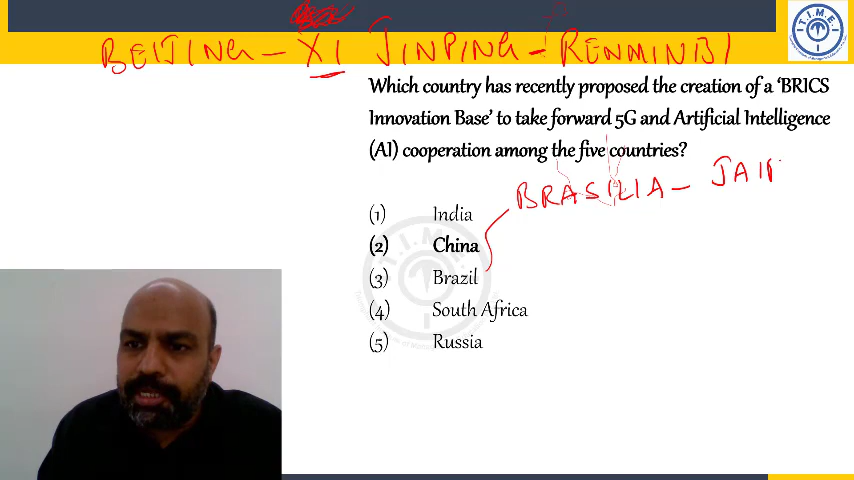 BEIJING - XI JINPING - RENMINBI
T.I.M.E.
Which country has recently proposed the creation of a ‘BRICS
Innovation Base’ to take forward 5G and Artificial Intelligence
(AI) cooperation among the five countries?
BRASILIA - JAI
(1) India
(2) China
(3) Brazil
(4) South Africa
(5) Russia